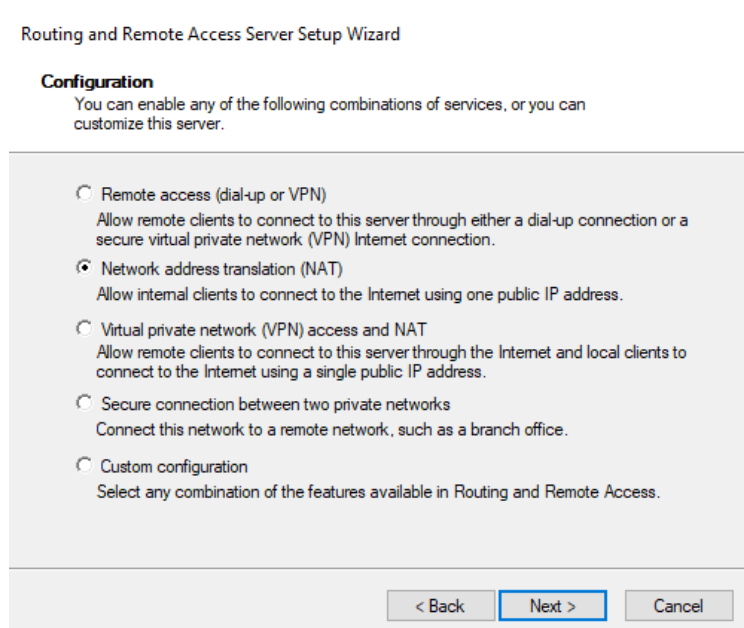 Routing and Remote Access Server Setup Wizard
Configuration
You can enable any of the following combinations of services, or you can
customize this server.
Remote access (dial-up or VPN)
Allow remote clients to connect to this server through either a dial-up connection or a
secure virtual private network (VPN) Internet connection.
Network address translation (NAT)
Allow internal clients to connect to the Internet using one public IP address.
Virtual private network (VPN) access and NAT
Allow remote clients to connect to this server through the Internet and local clients to
connect to the Internet using a single public IP address.
Secure connection between two private networks
Connect this network to a remote network, such as a branch office.
Custom configuration
Select any combination of the features available in Routing and Remote Access.
< Back Next > Cancel